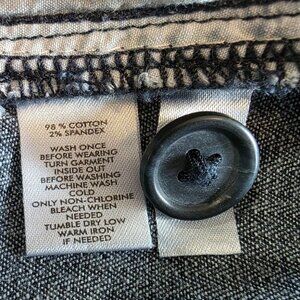 98 % COTTON
2% SPANDEX
WASH ONCE
BEFORE WEARING
TURN GARMENT
INSIDE OUT
BEFORE WASHING
MACHINE WASH
COLD
ONLY NON-CHLORINE
BLEACH WHEN
NEEDED
TUMBLE DRY LOW
WARM IRON
IF NEEDED